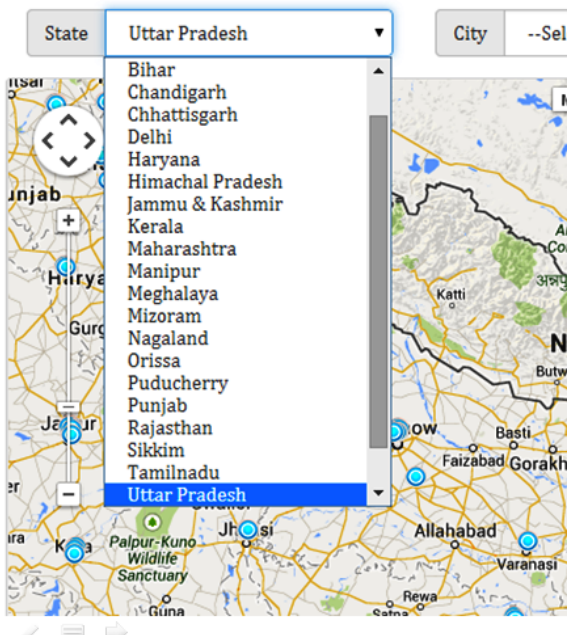 State
Uttar Pradesh
City
--Sel
Bihar
Chandigarh
Chhattisgarh
Delhi
Haryana
Himachal Pradesh
Jammu & Kashmir
Kerala
Maharashtra
Manipur
Meghalaya
Mizoram
Nagaland
Orissa
Puducherry
Punjab
Rajasthan
Sikkim
Tamilnadu
Uttar Pradesh
unjab
Katti
Butw
Basti
Faizabad
Gorakh
Allahabad
Varanasi
Palpur-Kuno
Wildlife
Sanctuary
Rewa
Guna